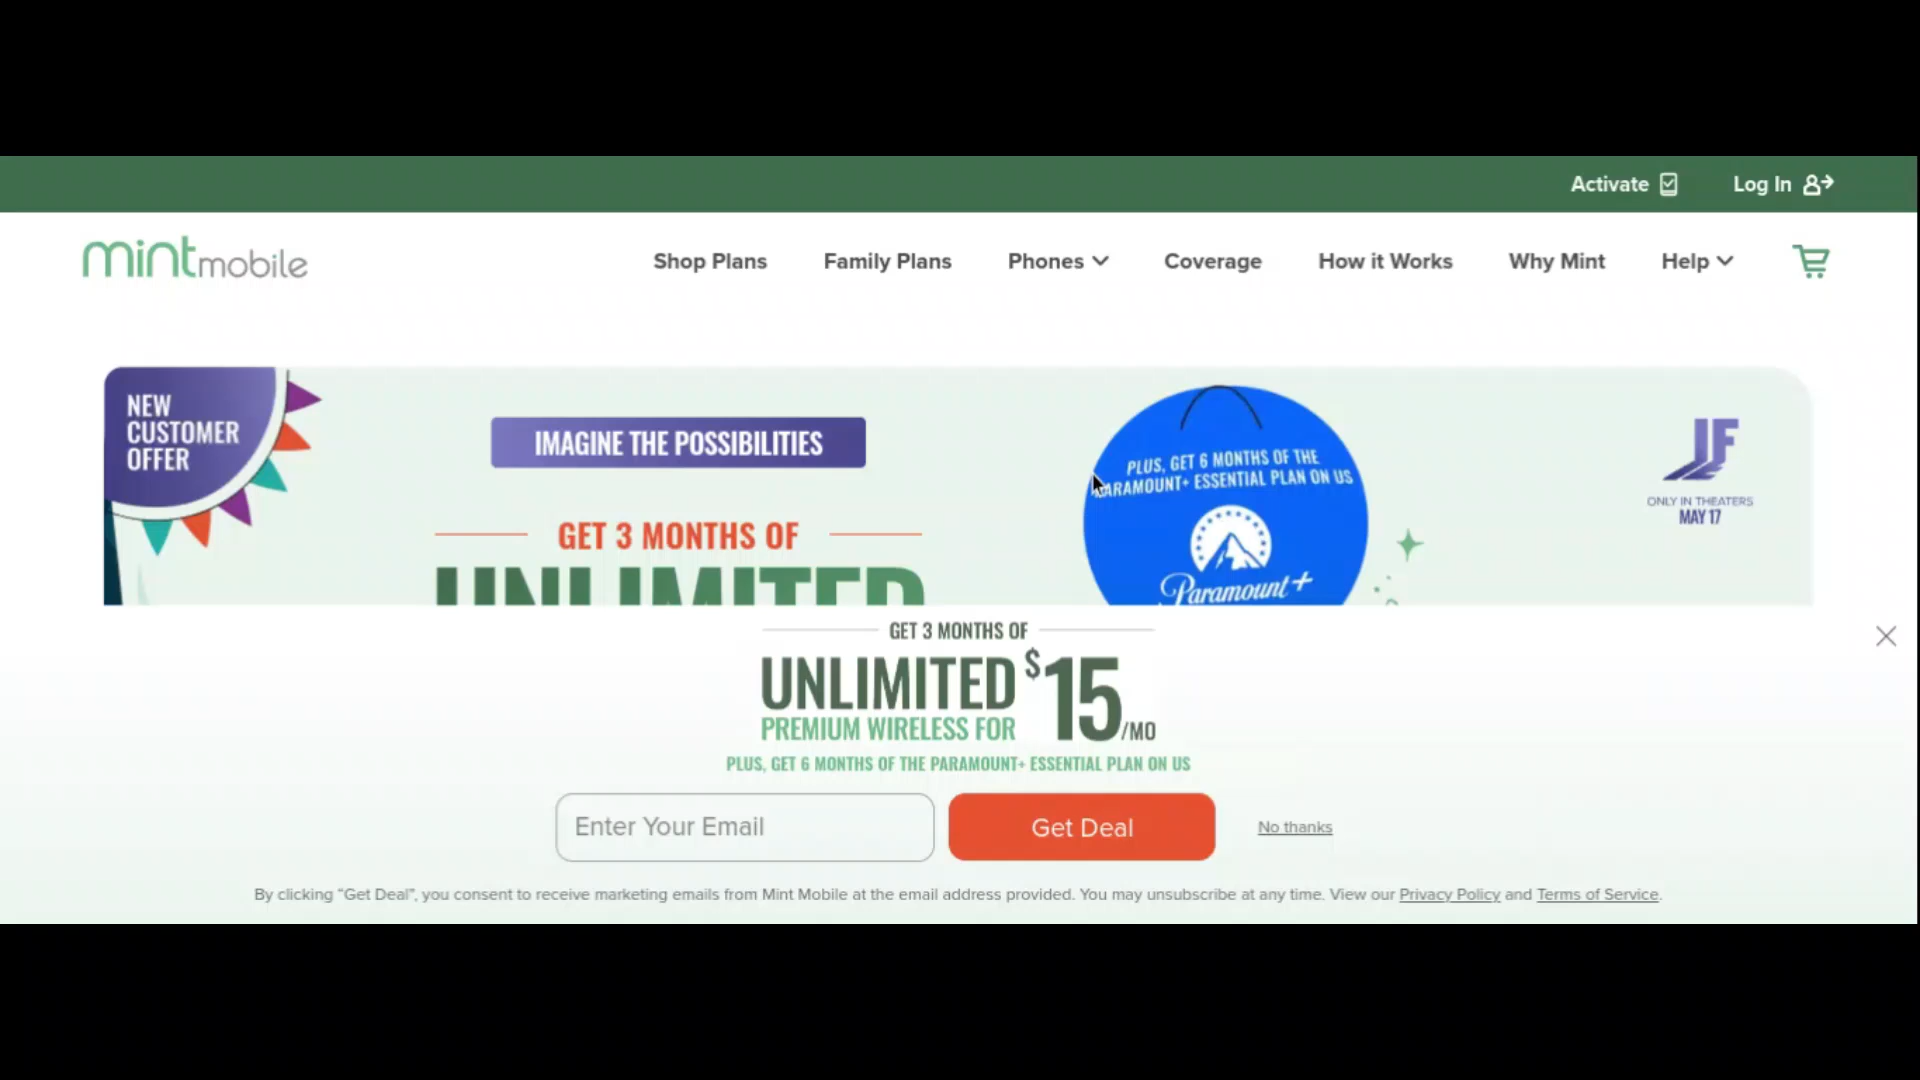 Activate
Log In
mintmobile
Shop Plans
Family Plans
Phones
Coverage
How it Works
Why Mint
Help
NEW
CUSTOMER
OFFER
IMAGINE THE POSSIBILITIES
GET 3 MONTHS OF
UNLIMITED
PLUS, GET 6 MONTHS OF THE
PARAMOUNT+ ESSENTIAL PLAN ON US
Paramount+
IF
ONLY IN THEATERS
MAY 17
GET 3 MONTHS OF
UNLIMITED
PREMIUM WIRELESS FOR
$15/MO
PLUS, GET 6 MONTHS OF THE PARAMOUNT+ ESSENTIAL PLAN ON US
Enter Your Email
Get Deal
No thanks
By clicking “Get Deal”, you consent to receive marketing emails from Mint Mobile at the email address provided. You may unsubscribe at any time. View our Privacy Policy and Terms of Service.